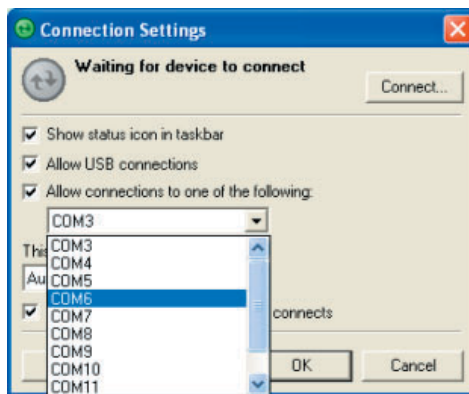 Connection Settings
Waiting for device to connect
Connect...
Show status icon in taskbar
Allow USB connections
Allow connections to one of the following:
COM3
This
COM3
COM4
Au
COM5
COM6
COM7
connects
COM8
COM9
COM10
COM11
OK
Cancel